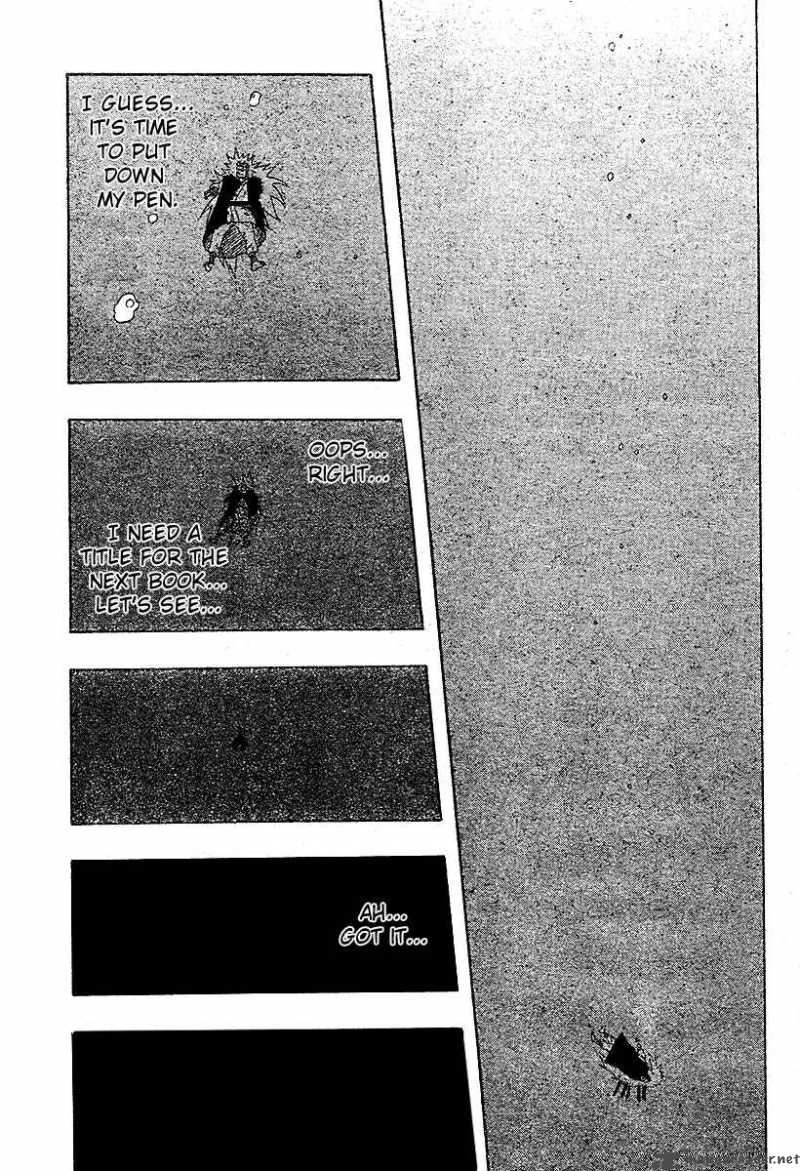 I GUESS...
IT'S TIME
TO PUT
DOWN
MY PEN.
OOPS...
RIGHT...
I NEED A
TITLE FOR THE
NEXT BOOK...
LET'S SEE...
AH...
GOT IT...